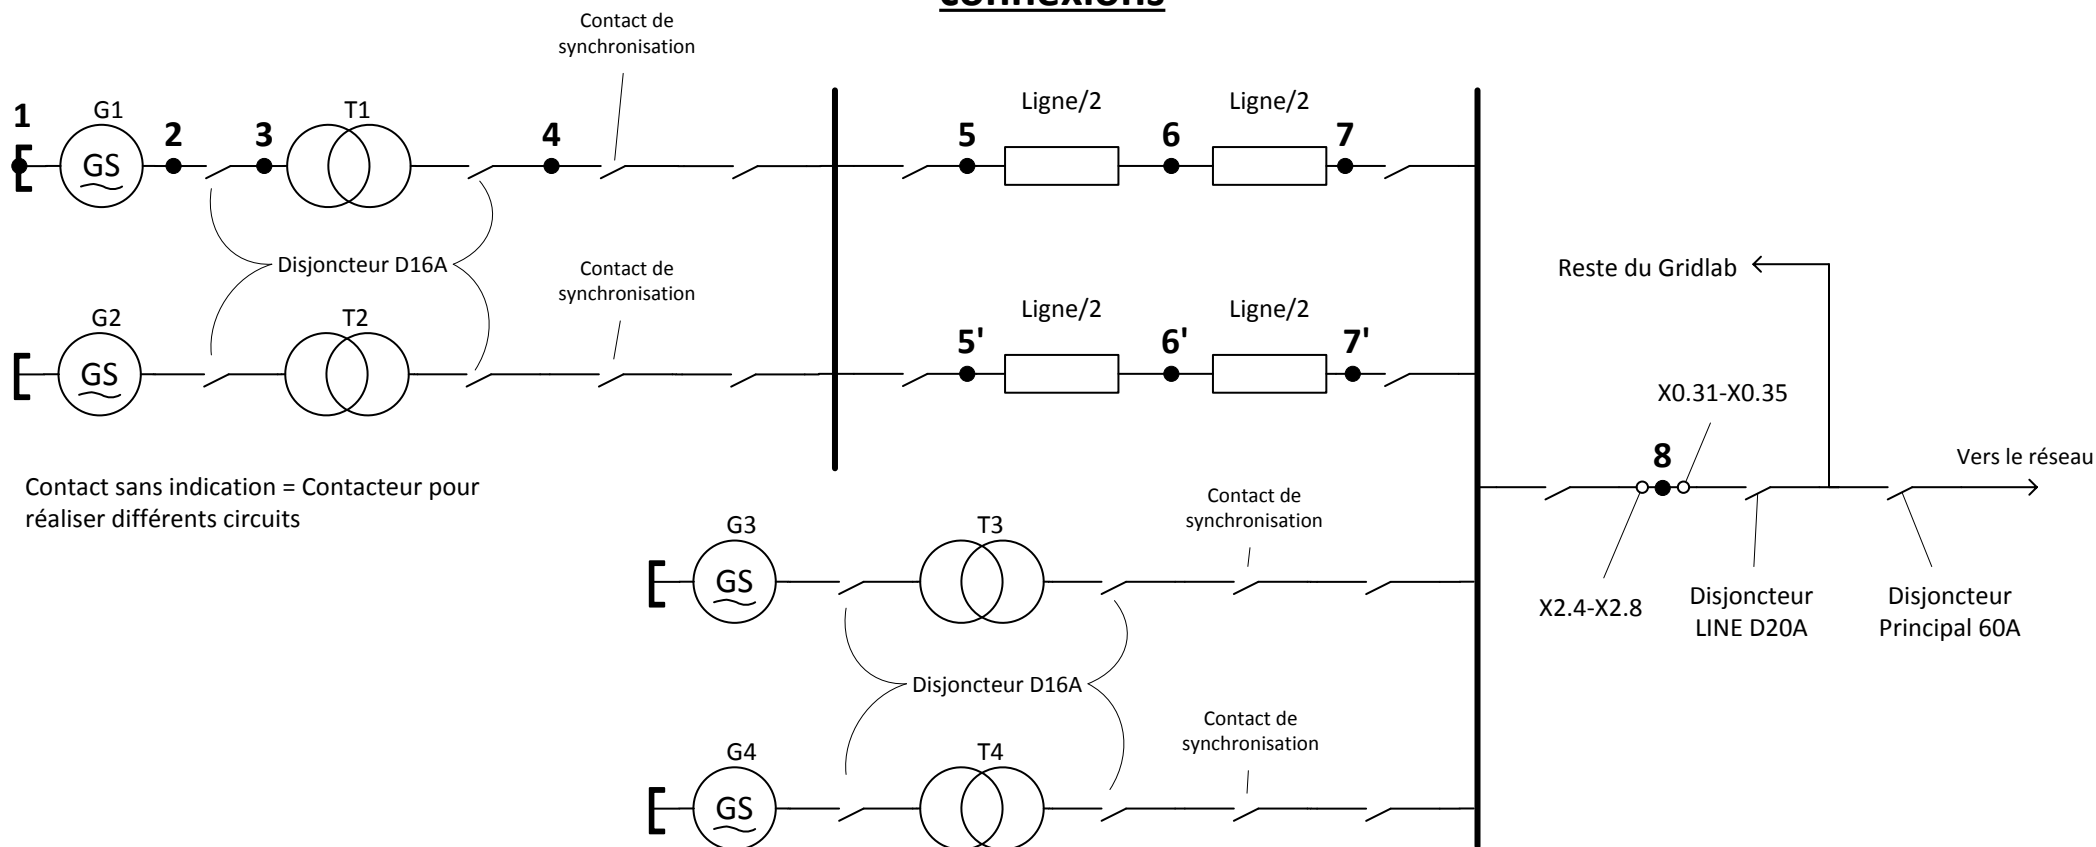 connexions
Contact de
synchronisation
1
G1
2
3
T1
4
5
Ligne/2
6
Ligne/2
7
GS
Disjoncteur D16A
Contact de
synchronisation
Reste du Gridlab
G2
T2
5'
Ligne/2
6'
Ligne/2
7'
GS
X0.31-X0.35
8
Vers le réseau
Contact sans indication = Contacteur pour
réaliser différents circuits
Contact de
synchronisation
G3
T3
GS
X2.4-X2.8
Disjoncteur
LINE D20A
Disjoncteur
Principal 60A
Disjoncteur D16A
Contact de
synchronisation
G4
T4
GS